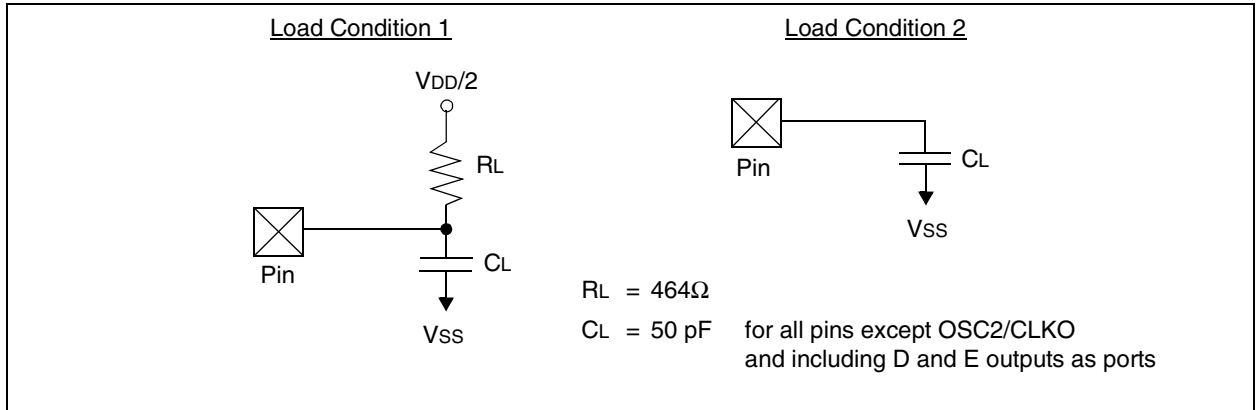 Load Condition 1
VDD/2
RL
Pin
CL
VSS
Load Condition 2
Pin
CL
VSS
RL = 464Ω
CL = 50 pF for all pins except OSC2/CLKO
and including D and E outputs as ports